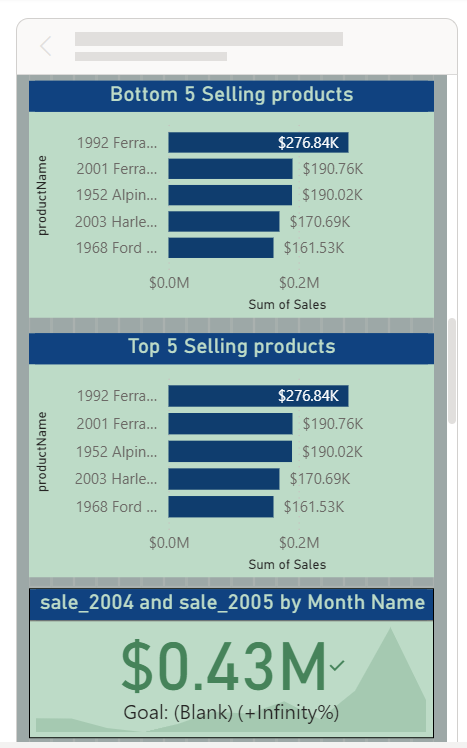 Bottom 5 Selling products
productName
1992 Ferra... $276.84K
2001 Ferra... $190.76K
1952 Alpin... $190.02K
2003 Harle... $170.69K
1968 Ford ... $161.53K
$0.0M $0.2M
Sum of Sales
Top 5 Selling products
productName
1992 Ferra... $276.84K
2001 Ferra... $190.76K
1952 Alpin... $190.02K
2003 Harle... $170.69K
1968 Ford ... $161.53K
$0.0M $0.2M
Sum of Sales
sale_2004 and sale_2005 by Month Name
$0.43M
Goal: (Blank) (+Infinity%)